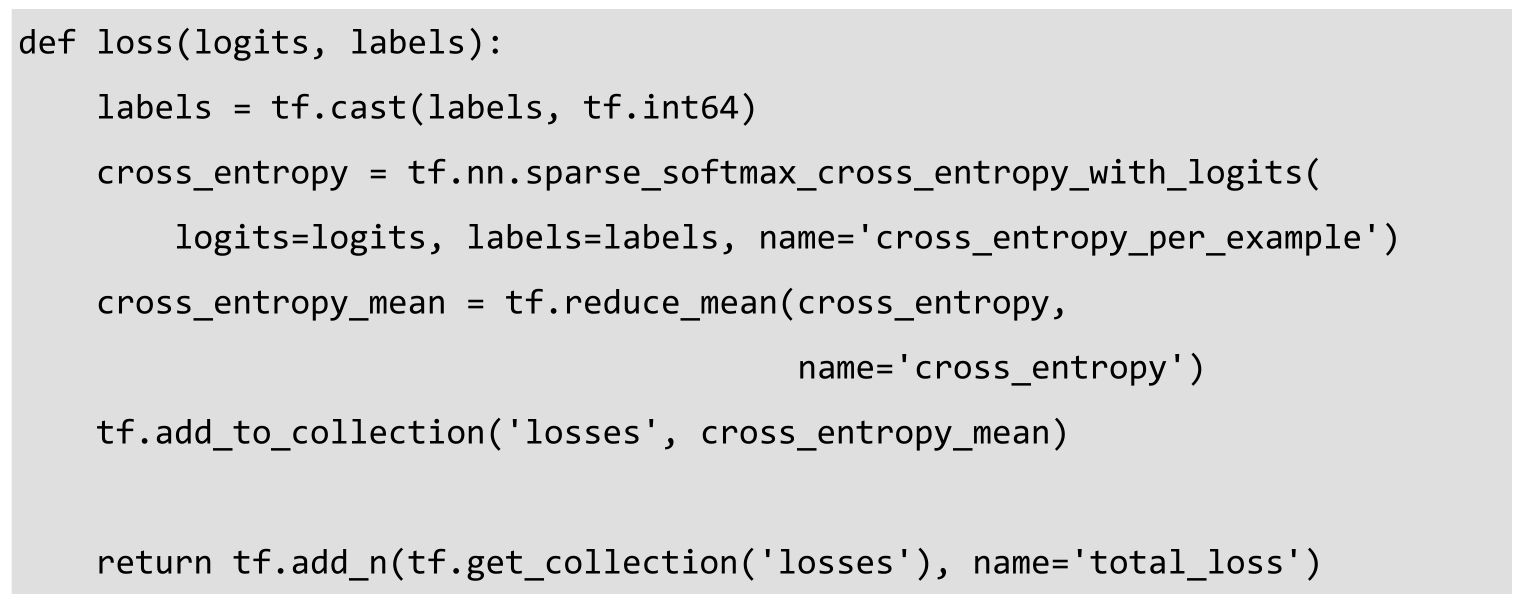 def loss(logits, labels):
    labels = tf.cast(labels, tf.int64)
    cross_entropy = tf.nn.sparse_softmax_cross_entropy_with_logits(
        logits=logits, labels=labels, name='cross_entropy_per_example')
    cross_entropy_mean = tf.reduce_mean(cross_entropy,
                                        name='cross_entropy')
    tf.add_to_collection('losses', cross_entropy_mean)

    return tf.add_n(tf.get_collection('losses'), name='total_loss')